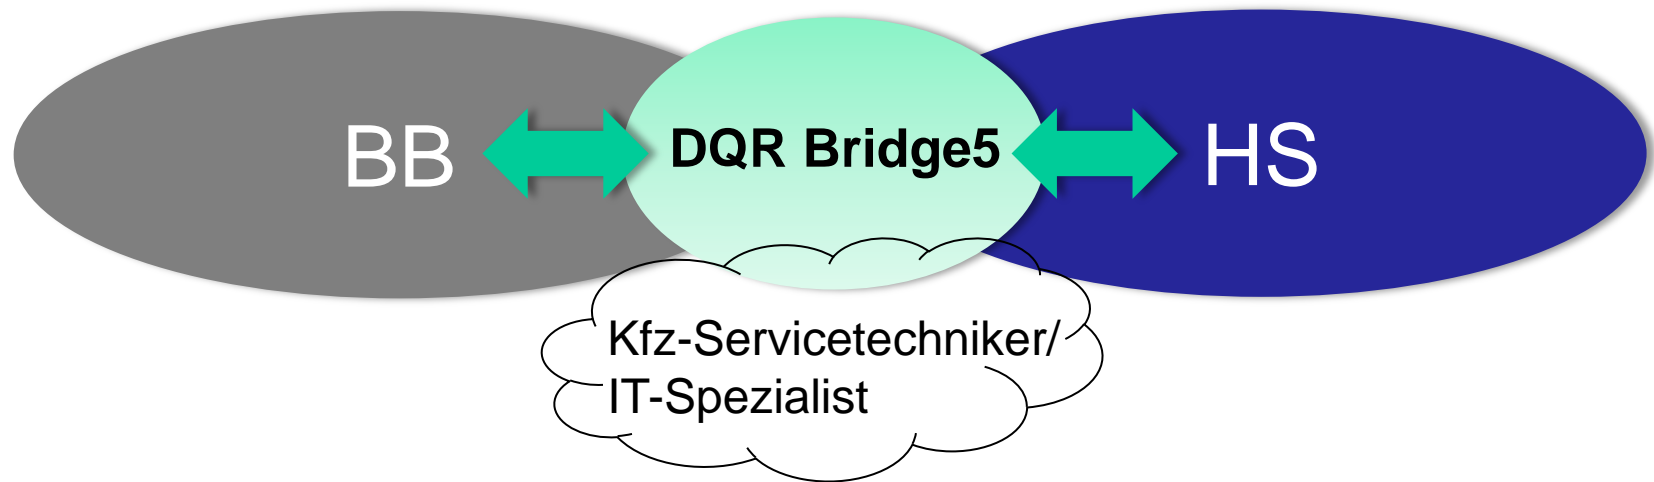 BB
DQR Bridge5
HS
Kfz-Servicetechniker/
IT-Spezialist